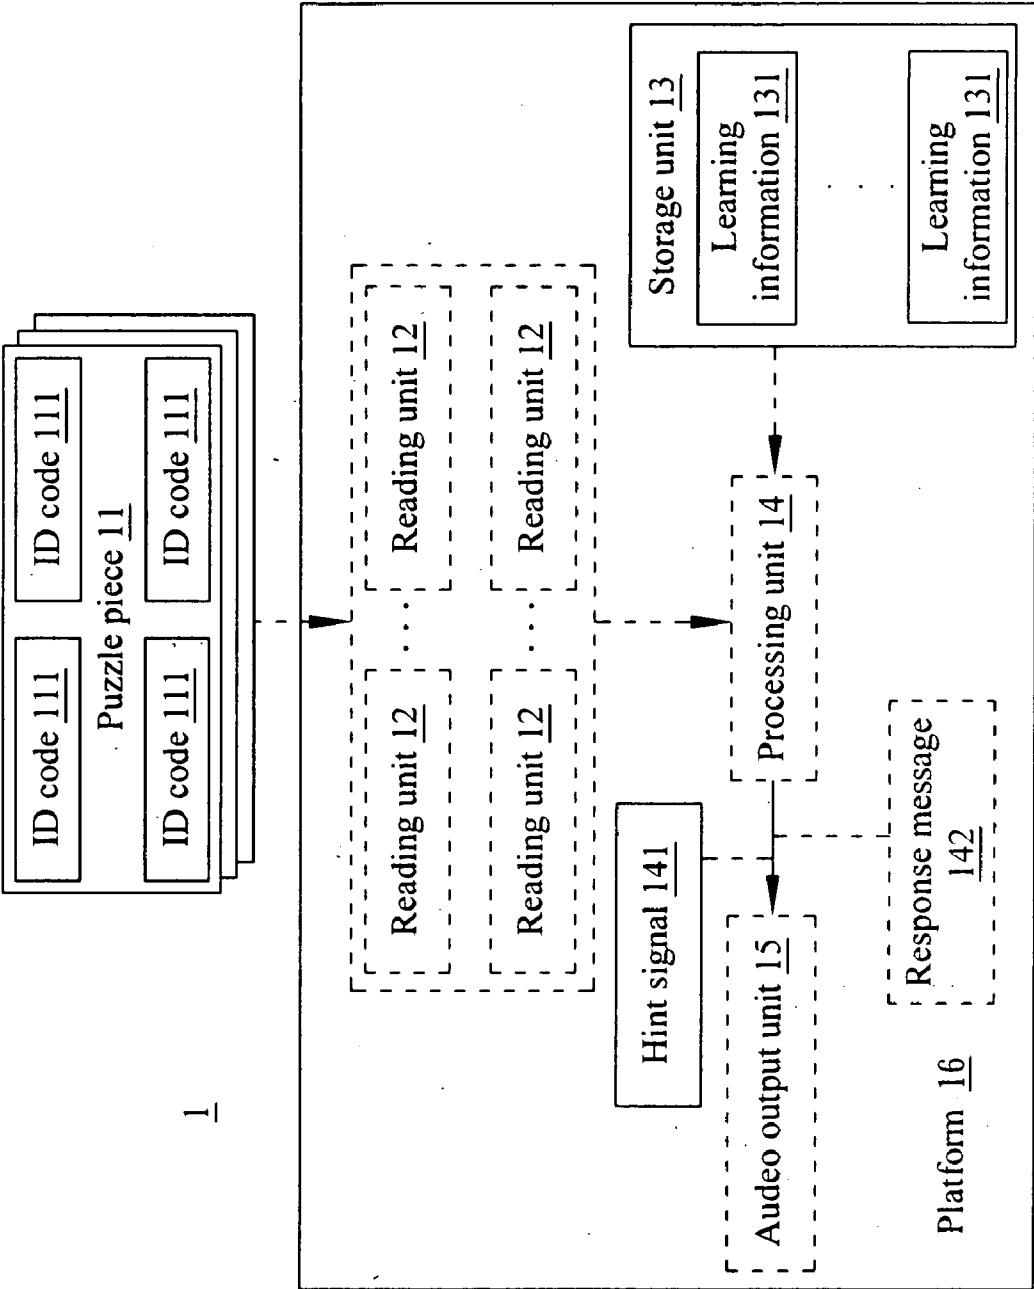 ID code 111
ID code 111
Puzzle piece 11
ID code 111
ID code 111
1
Reading unit 12
. . .
Reading unit 12
Reading unit 12
. . .
Reading unit 12
Hint signal 141
Storage unit 13
Learning
information 131
. . .
Learning
information 131
Audeo output unit 15
Processing unit 14
Response message
142
Platform 16